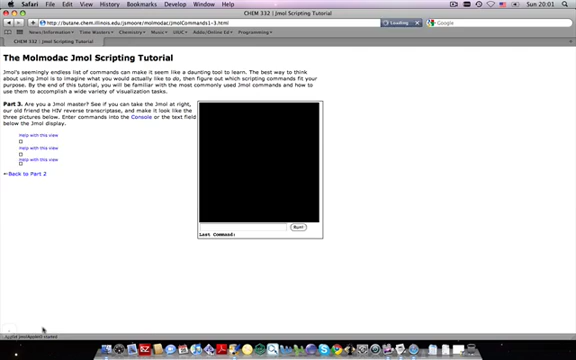 Safari File Edit View History Bookmarks Develop Window Help
Sun 20:01
CHEM 332 | Jmol Scripting Tutorial
http://butane.chem.illinois.edu/jsmoore/molmodac/jmolCommands1-3.html
Loading
Google
News/Information Time Wasters Chemistry Music UIUC Addto/Database Programming
CHEM 332 | Jmol Scripting Tutorial
The Molmodac Jmol Scripting Tutorial
Jmol's seemingly endless list of commands can make it seem like a daunting tool to learn. The best way to think
about using Jmol is to imagine what you would actually like to do, then figure out which scripting commands fit your
purpose. By the end of this tutorial, you will be familiar with the most commonly used Jmol commands and how to
use them to accomplish a wide variety of visualization tasks.
Part 3. Are you a Jmol master? See if you can take the Jmol at right,
our old friend the HIV reverse transcriptase, and make it look like the
three pictures below. Enter commands into the Console or the text field
below the Jmol display.
Help with this view
Help with this view
Help with this view
←Back to Part 2
Run!
Last Command: